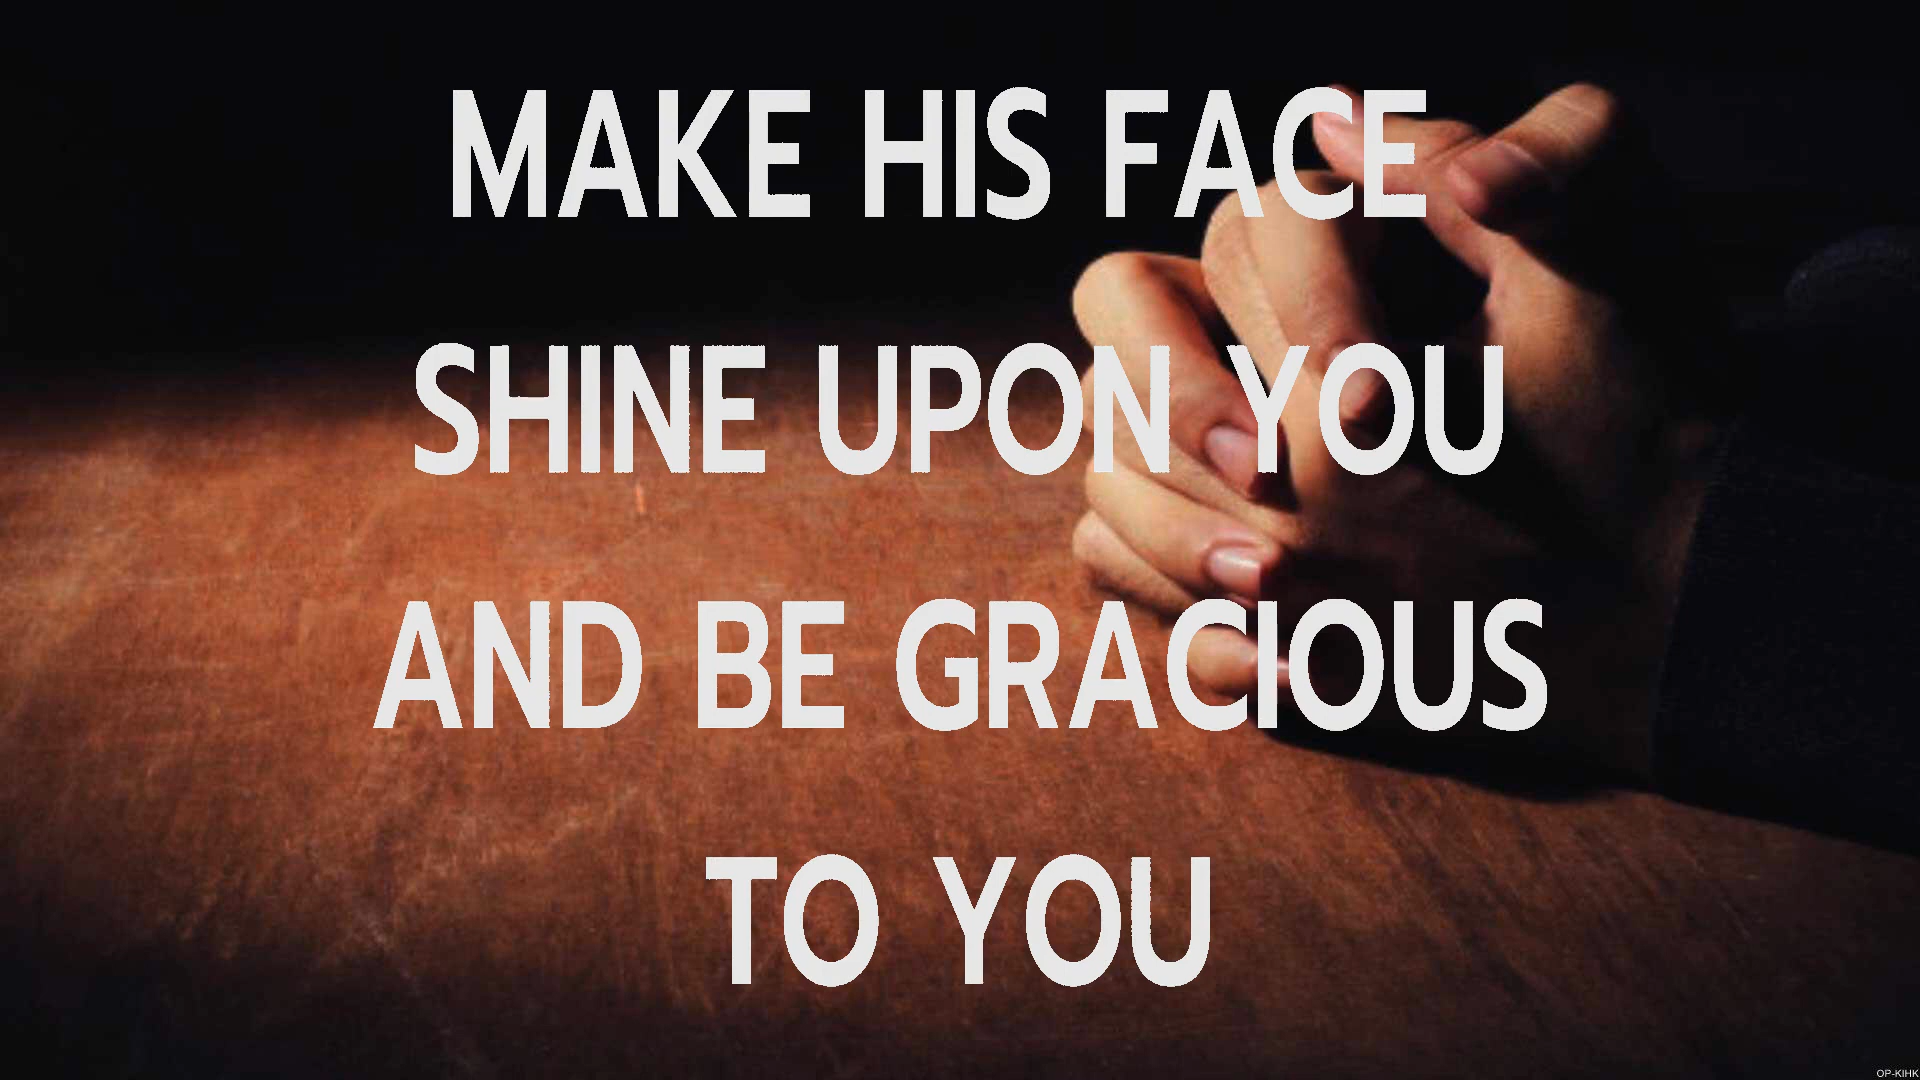 MAKE HIS FACE
SHINE UPON YOU
AND BE GRACIOUS
TO YOU
OP-KIHK